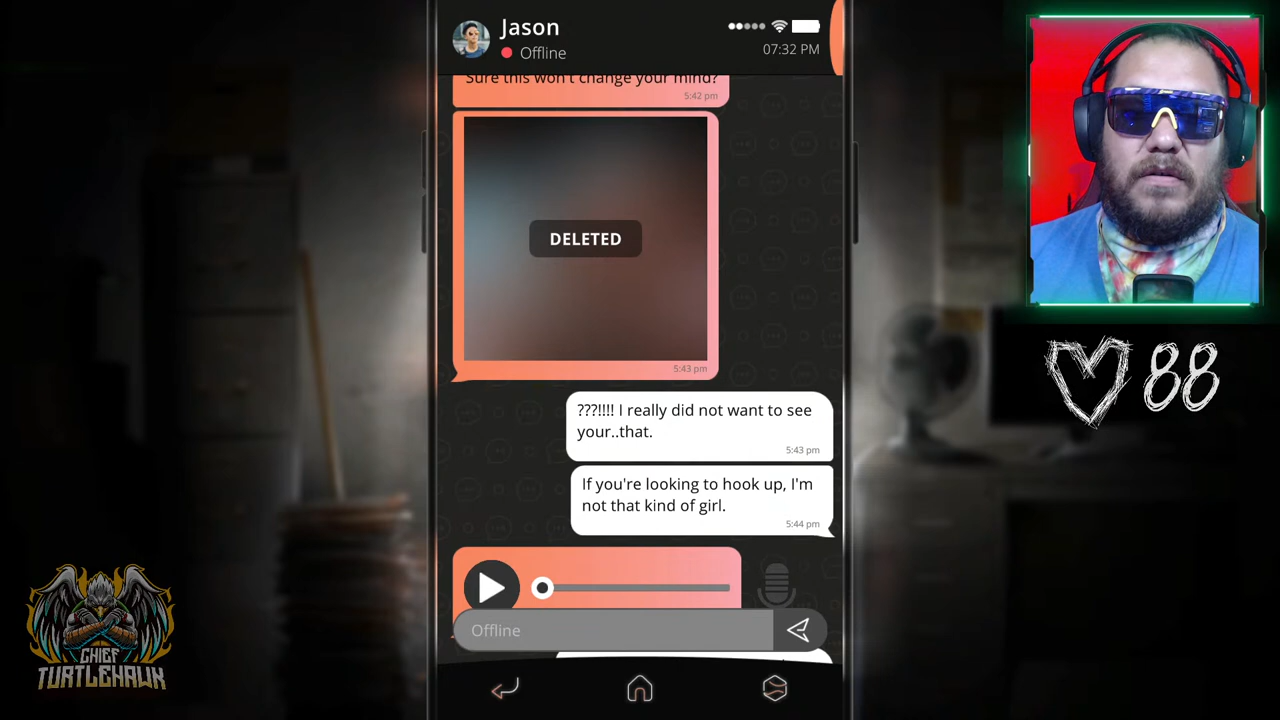 Jason
Offline
07:32 PM
Sure this won't change your mind?
5:42 pm
DELETED
5:43 pm
???!!!! I really did not want to see
your..that.
5:43 pm
If you're looking to hook up, I'm
not that kind of girl.
5:44 pm
Offline
88
CHIEF
TURTLEHAWK